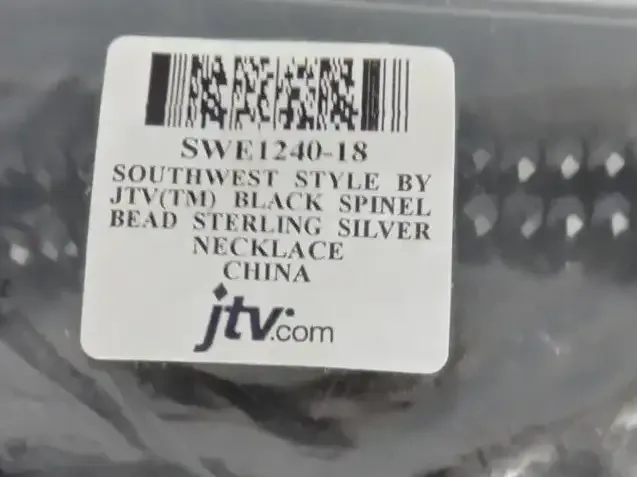 SWE1240-18
SOUTHWEST STYLE BY
JTV(TM) BLACK SPINEL
BEAD STERLING SILVER
NECKLACE
CHINA
jtv.com